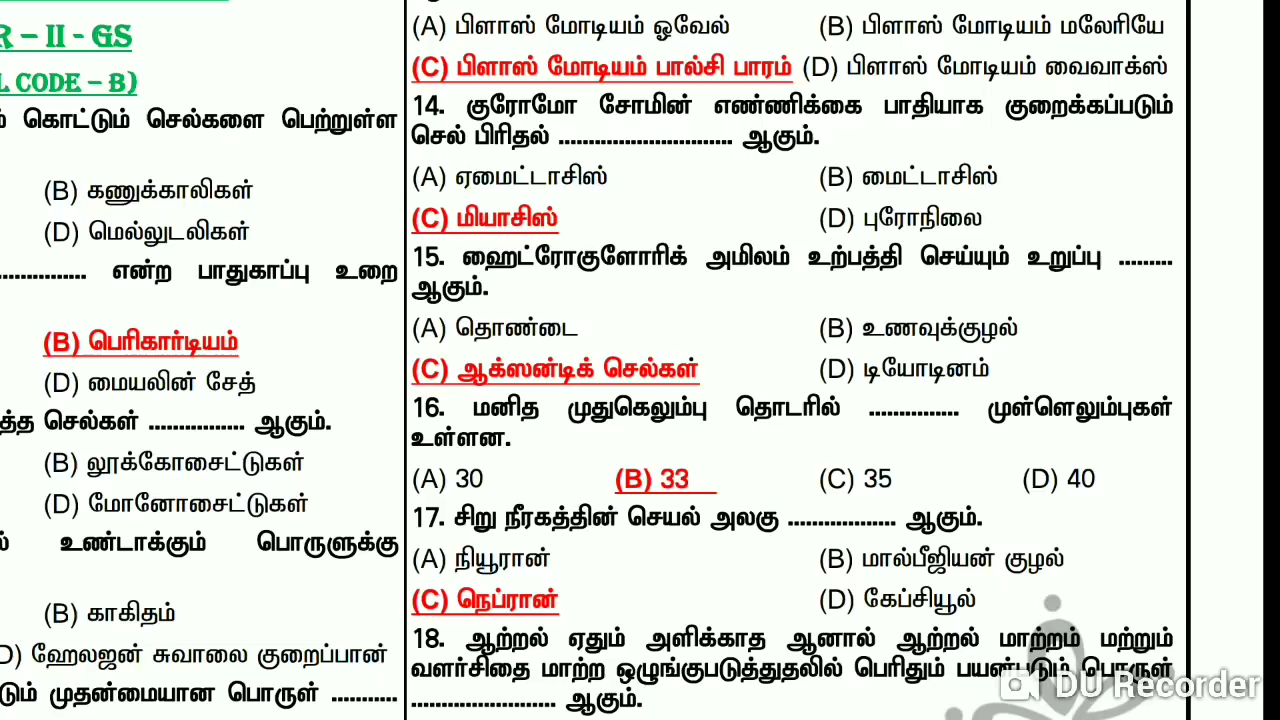 R – II - GS
L CODE – B)
கொட்டும் செல்களை பெற்றுள்ள
(B) கணுக்காலிகள்
(D) மெல்லுடலிகள்
................ என்ற பாதுகாப்பு உறை
(B) பெரிகார்டியம்
(D) மையலின் சேத்
த்த செல்கள் ................ ஆகும்.
(B) லூக்கோசைட்டுகள்
(D) மோனோசைட்டுகள்
உண்டாக்கும் பொருளுக்கு
(B) காகிதம்
D) ஹேலஜன் சுவாலை குறைப்பான்
டும் முதன்மையான பொருள் ...........
(A) பிளாஸ் மோடியம் ஓவேல் (B) பிளாஸ் மோடியம் மலேரியே
(C) பிளாஸ் மோடியம் பால்சி பாரம் (D) பிளாஸ் மோடியம் வைவாக்ஸ்
14. குரோமோ சோமின் எண்ணிக்கை பாதியாக குறைக்கப்படும்
செல் பிரிதல் ............................. ஆகும்.
(A) ஏமைட்டாசிஸ் (B) மைட்டாசிஸ்
(C) மியாசிஸ் (D) புரோநிலை
15. ஹைட்ரோகுளோரிக் அமிலம் உற்பத்தி செய்யும் உறுப்பு .........
ஆகும்.
(A) தொண்டை (B) உணவுக்குழல்
(C) ஆக்ஸன்டிக் செல்கள் (D) டியோடினம்
16. மனித முதுகெலும்பு தொடரில் ............... முள்ளெலும்புகள்
உள்ளன.
(A) 30 (B) 33 (C) 35 (D) 40
17. சிறு நீரகத்தின் செயல் அலகு .................. ஆகும்.
(A) நியூரான் (B) மால்பீஜியன் குழல்
(C) நெப்ரான் (D) கேப்சியூல்
18. ஆற்றல் ஏதும் அளிக்காத ஆனால் ஆற்றல் மாற்றம் மற்றும்
வளர்சிதை மாற்ற ஒழுங்குபடுத்துதலில் பெரிதும் பயன்படும் பொருள்
........................ ஆகும்.
DU Recorder